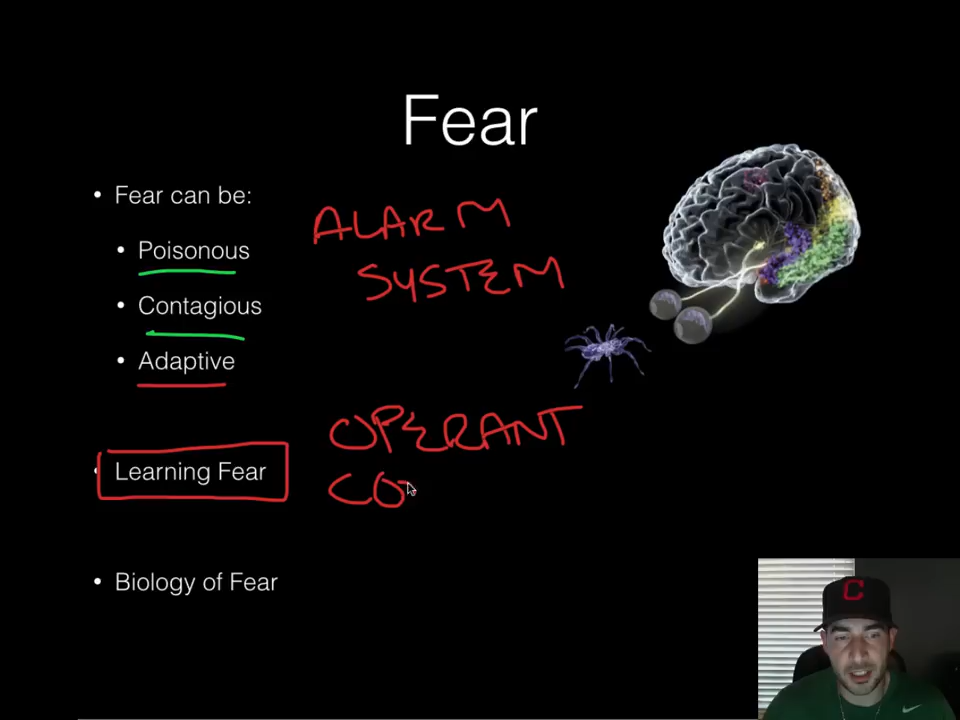 Fear
• Fear can be:
• Poisonous
• Contagious
• Adaptive
ALARM
SYSTEM
• Learning Fear
OPERANT
CO
• Biology of Fear
C